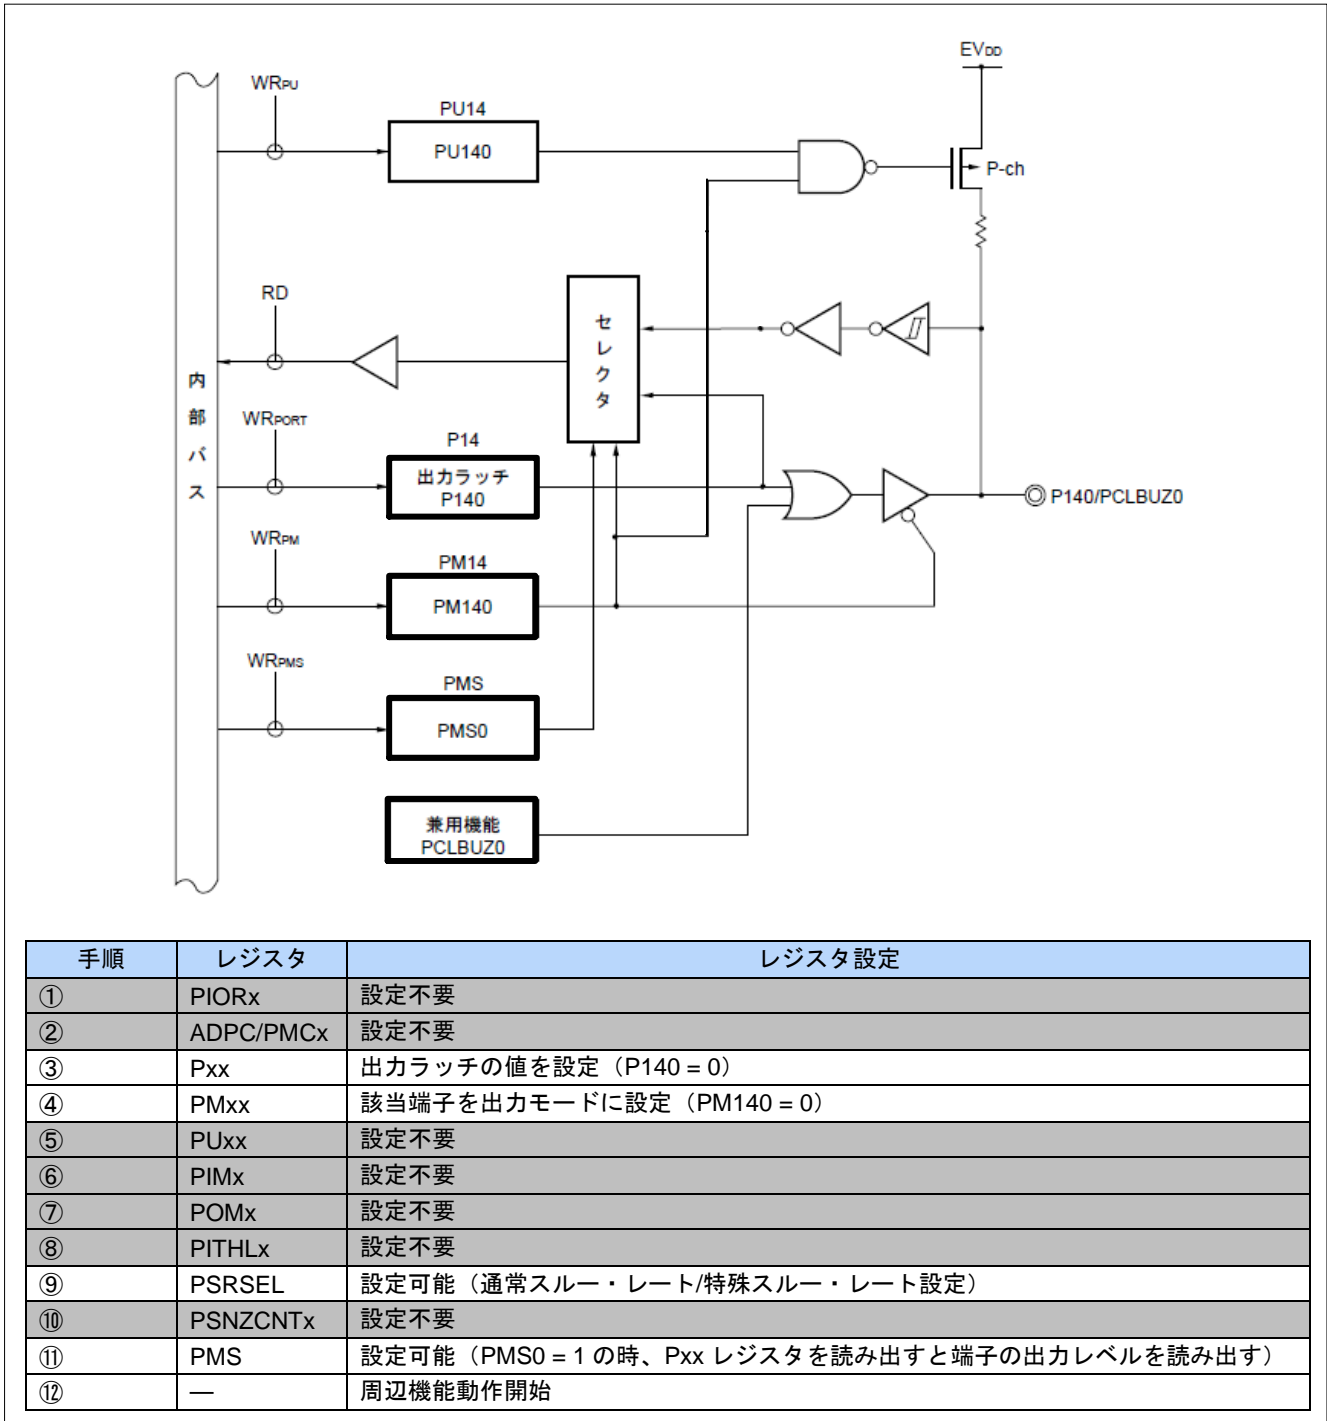 EVDD
WRPU
PU14
PU140
P-ch
RD
セレクタ
内部バス
WRPORT
P14
出力ラッチ
P140
P140/PCLBUZ0
WRPM
PM14
PM140
WRPMS
PMS
PMS0
兼用機能
PCLBUZ0
手順 レジスタ レジスタ設定
① PIORx 設定不要
② ADPC/PMCx 設定不要
③ Pxx 出力ラッチの値を設定（P140 = 0）
④ PMxx 該当端子を出力モードに設定（PM140 = 0）
⑤ PUxx 設定不要
⑥ PIMx 設定不要
⑦ POMx 設定不要
⑧ PITHLx 設定不要
⑨ PSRSEL 設定可能（通常スルー・レート/特殊スルー・レート設定）
⑩ PSNZCNTx 設定不要
⑪ PMS 設定可能（PMS0 = 1 の時、Pxx レジスタを読み出すと端子の出力レベルを読み出す）
⑫ — 周辺機能動作開始